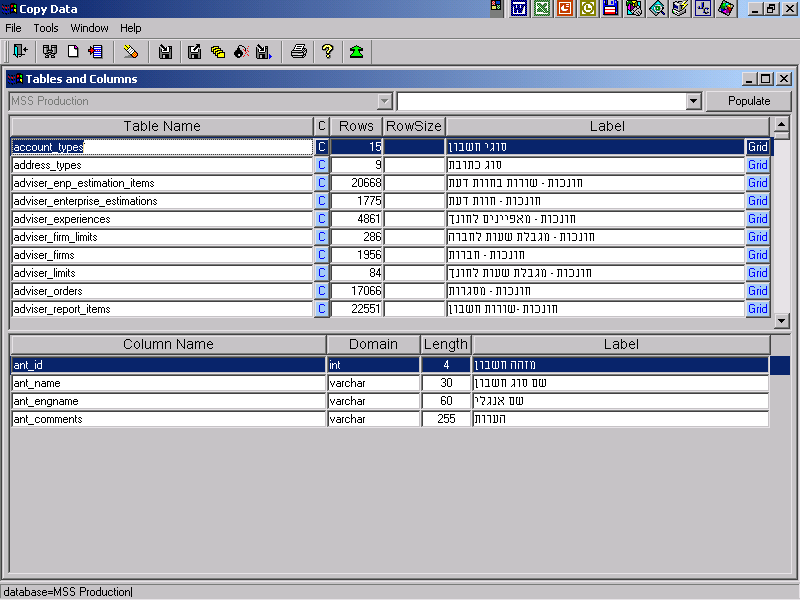 Copy Data
File Tools Window Help
Tables and Columns
MSS Production Populate
Table Name C Rows RowSize Label
account_types C 15 סוגי חשבון Grid
address_types C 9 סוג כתובת Grid
adviser_enp_estimation_items C 20668 חונכות - שורות בחוות דעת Grid
adviser_enterprise_estimations C 1775 חונכות - חוות דעת Grid
adviser_experiences C 4861 חונכות - מאפיינים לחונך Grid
adviser_firm_limits C 286 חונכות - מגבלת שעות לחברה Grid
adviser_firms C 1956 חונכות - חברות Grid
adviser_limits C 84 חונכות - מגבלת שעות לחונך Grid
adviser_orders C 17066 חונכות - מסגרות Grid
adviser_report_items C 22551 חונכות -שורות חשבון Grid
Column Name Domain Length Label
ant_id int 4 מזהה חשבון
ant_name varchar 30 שם סוג חשבון
ant_engname varchar 60 שם אנגלי
ant_comments varchar 255 הערות
database=MSS Production|